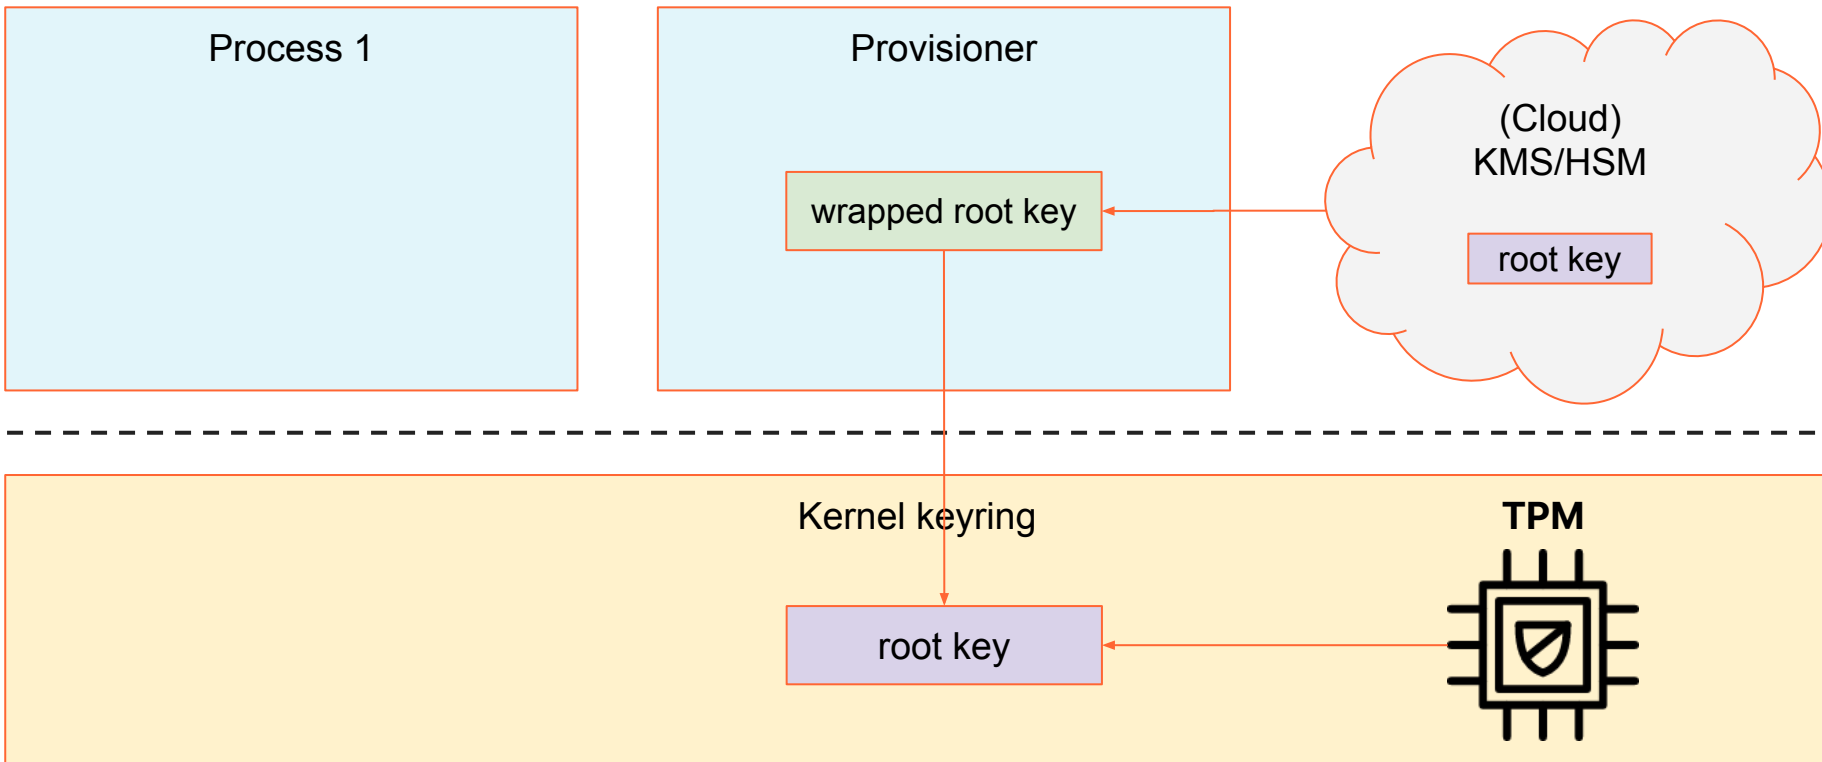 Process 1
Provisioner
(Cloud)
KMS/HSM
wrapped root key
root key
Kernel keyring
TPM
root key